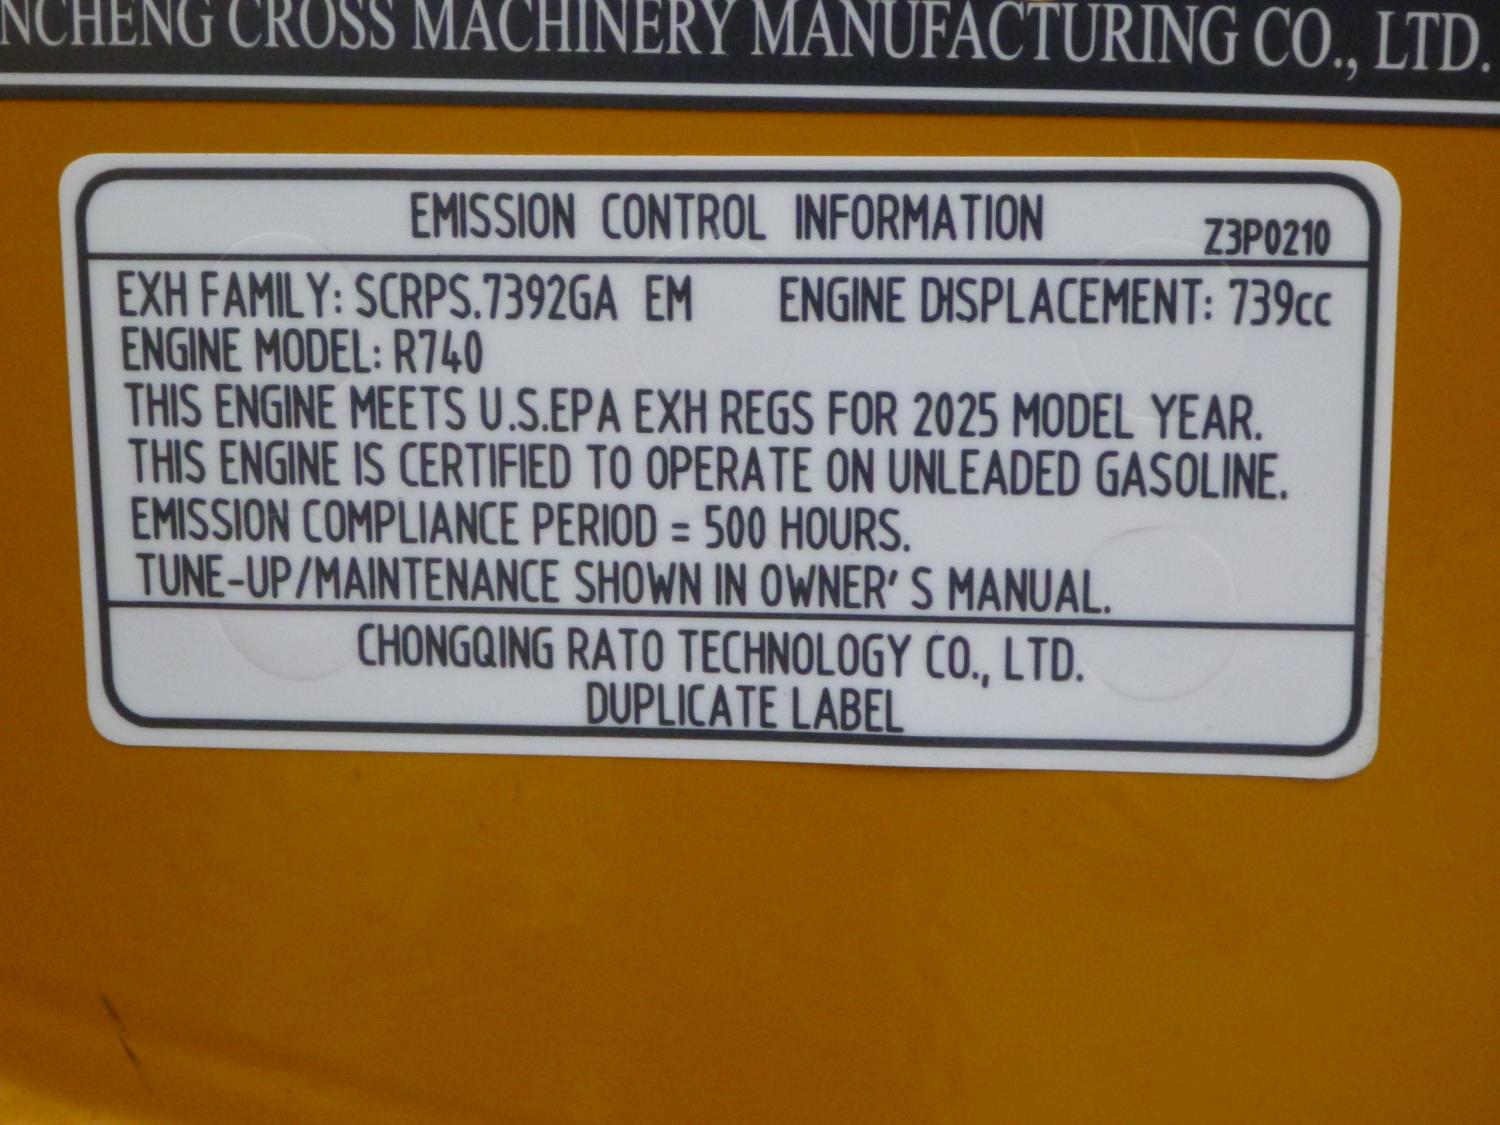 NCHENG CROSS MACHINERY MANUFACTURING CO., LTD.
EMISSION CONTROL INFORMATION Z3P0210
EXH FAMILY: SCRPS.7392GA EM ENGINE DISPLACEMENT: 739cc
ENGINE MODEL: R740
THIS ENGINE MEETS U.S.EPA EXH REGS FOR 2025 MODEL YEAR.
THIS ENGINE IS CERTIFIED TO OPERATE ON UNLEADED GASOLINE.
EMISSION COMPLIANCE PERIOD = 500 HOURS.
TUNE-UP/MAINTENANCE SHOWN IN OWNER' S MANUAL.
CHONGQING RATO TECHNOLOGY CO., LTD.
DUPLICATE LABEL